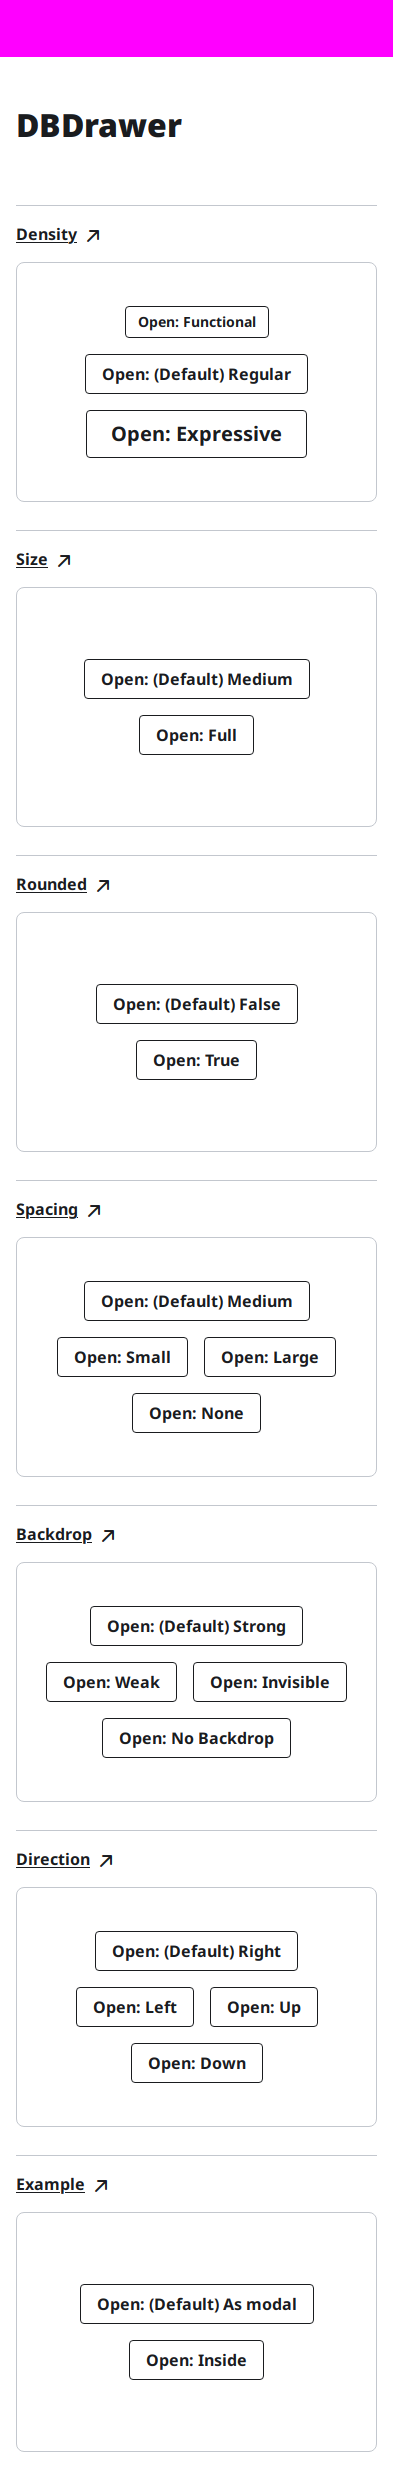 DBDrawer
Density
Open: Functional
Open: (Default) Regular
Open: Expressive
Size
Open: (Default) Medium
Open: Full
Rounded
Open: (Default) False
Open: True
Spacing
Open: (Default) Medium
Open: Small Open: Large
Open: None
Backdrop
Open: (Default) Strong
Open: Weak Open: Invisible
Open: No Backdrop
Direction
Open: (Default) Right
Open: Left Open: Up
Open: Down
Example
Open: (Default) As modal
Open: Inside